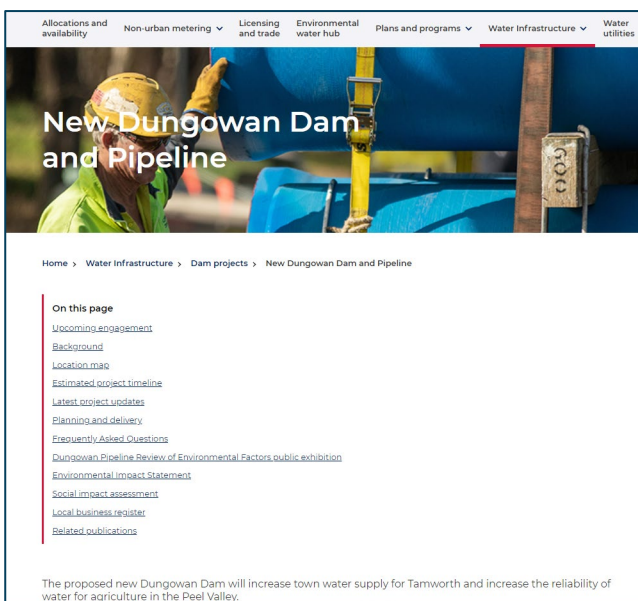 Allocations and availability
Non-urban metering
Licensing and trade
Environmental water hub
Plans and programs
Water Infrastructure
Water utilities
New Dungowan Dam
and Pipeline
Home > Water Infrastructure > Dam projects > New Dungowan Dam and Pipeline
On this page
Upcoming engagement
Background
Location map
Estimated project timeline
Latest project updates
Planning and delivery
Frequently Asked Questions
Dungowan Pipeline Review of Environmental Factors public exhibition
Environmental Impact Statement
Social impact assessment
Local business register
Related publications
The proposed new Dungowan Dam will increase town water supply for Tamworth and increase the reliability of
water for agriculture in the Peel Valley.